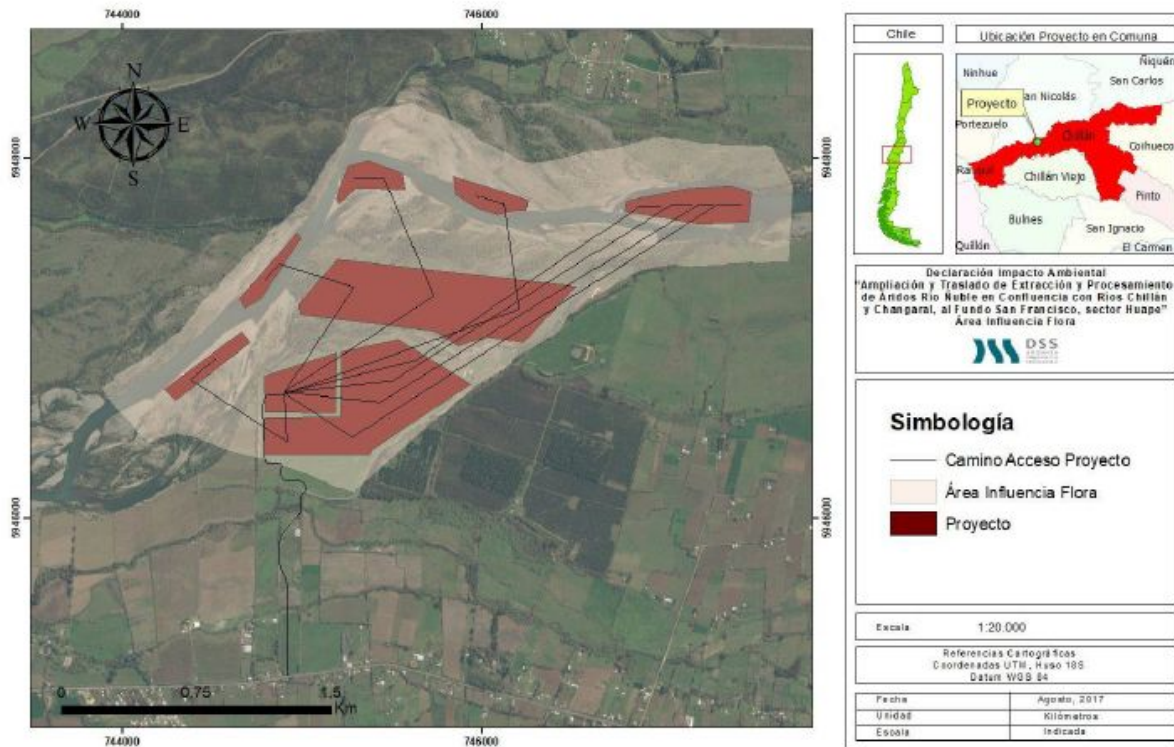 744000
746000
5948000
5948000
N
W
E
S
5946000
5946000
0
0.75
1.5
Km
744000
746000
Chile
Ubicación Proyecto en Comuna
Ninhue
Ñiquén
San Carlos
an Nicolás
Proyecto
Portezuelo
Chillán
Coihueco
Chillán Viejo
Pinto
Bulnes
San Ignacio
Quillón
El Carmen
Declaración Impacto Ambiental
"Ampliación y Traslado de Extracción y Procesamiento
de Áridos Río Ñuble en Confluencia con Ríos Chillán
y Changaral, al Fundo San Francisco, sector Huape"
Área Influencia Flora
DSS
Simbología
Camino Acceso Proyecto
Área Influencia Flora
Proyecto
Escala 1:20.000
Referencias Cartográficas
Coordenadas UTM, Huso 18S
Datum WGS 84
Fecha Agosto, 2017
Unidad Kilómetros
Escala Indicada